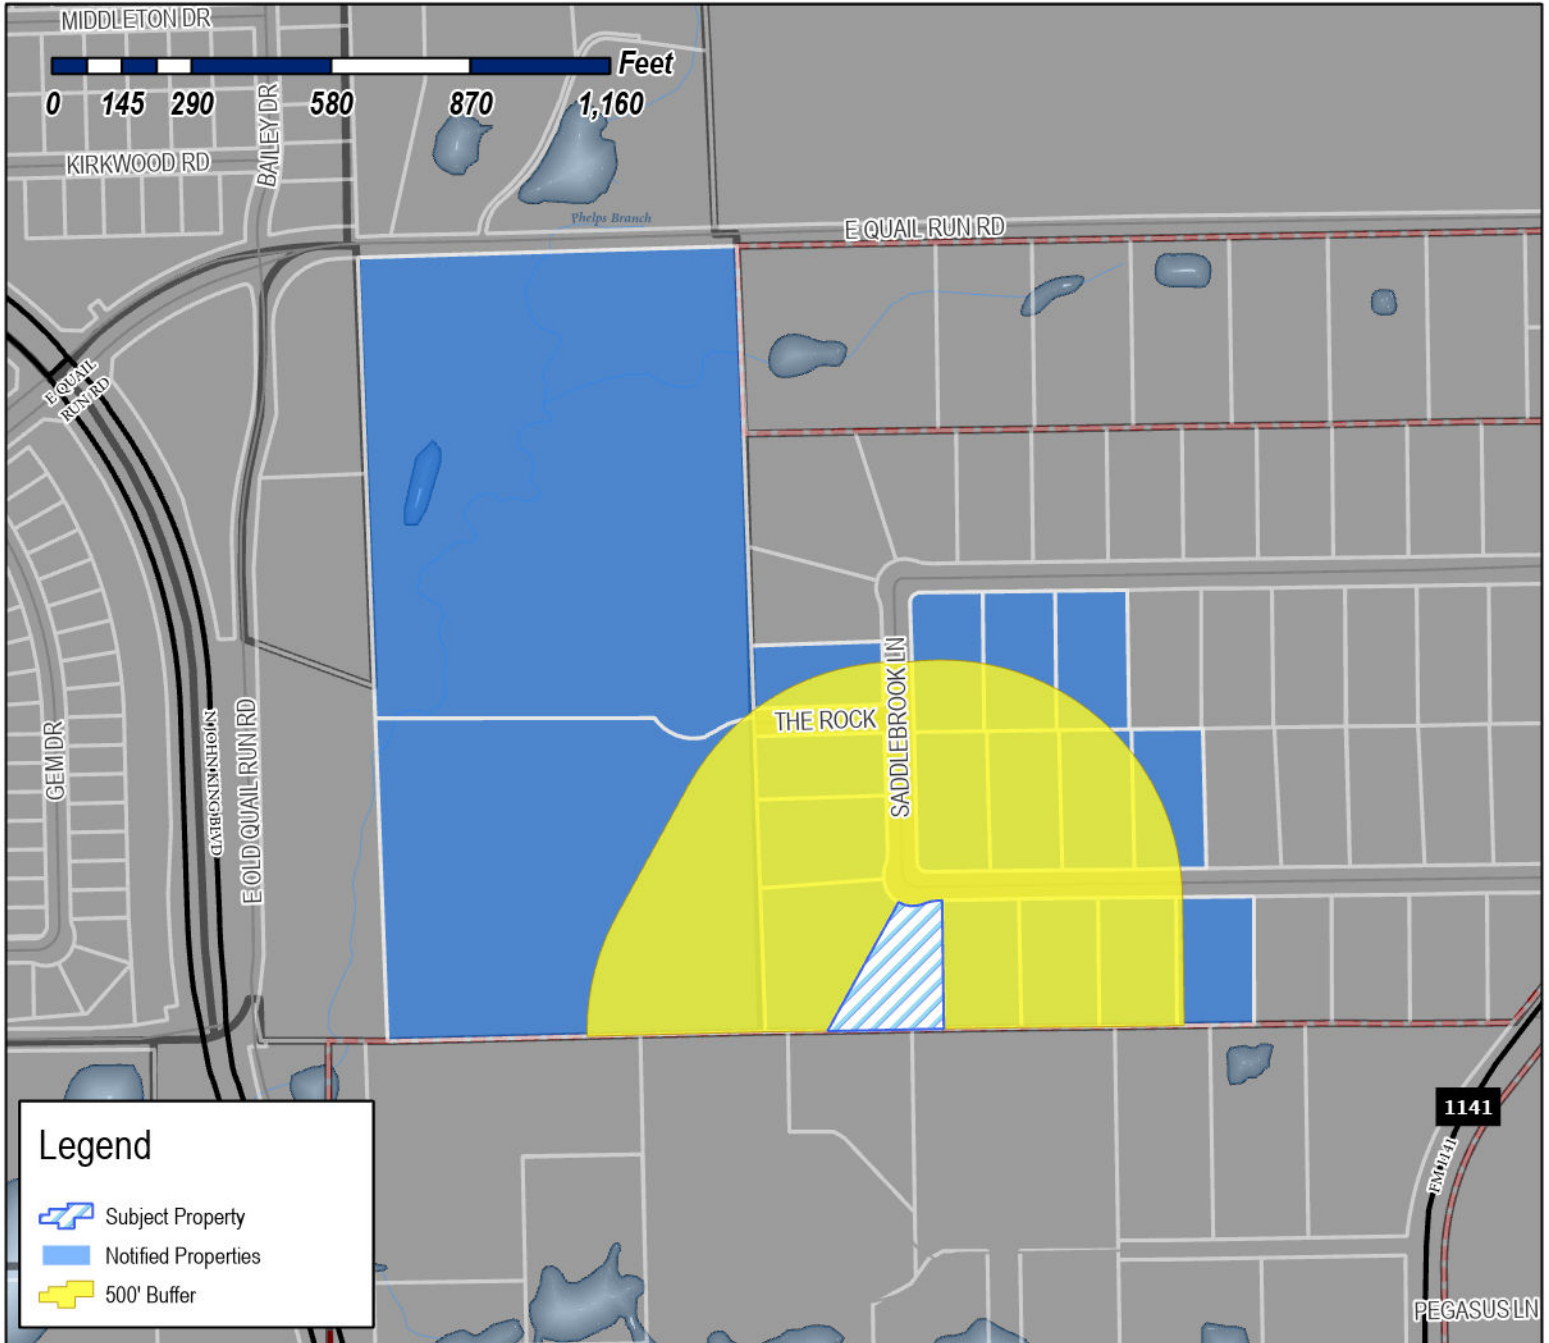 MIDDLETON DR
Feet
0 145 290 580 870 1,160
BAILEY DR
KIRKWOOD RD
Phelps Branch
E QUAIL RUN RD
E QUAIL
RUN RD
SADDLEBROOK LN
THE ROCK
GEM DR
N JOHN KING BLVD
E OLD QUAIL RUN RD
1141
FM 1141
Legend
Subject Property
Notified Properties
500' Buffer
PEGASUS LN